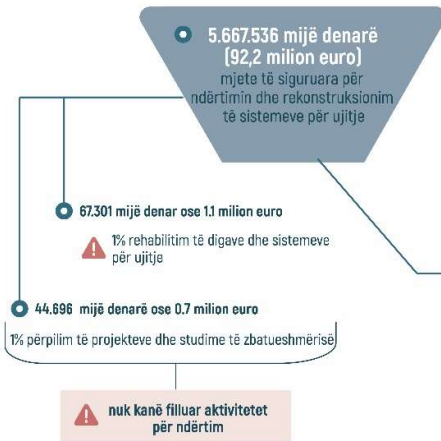 5.667.536 mijë denarë
(92,2 milion euro)
mjete të siguruara për
ndërtimin dhe rekonstruksionim
të sistemeve për ujitje
67.301 mijë denar ose 1.1 milion euro
1% rehabilitim të digave dhe sistemeve
për ujitje
44.696 mijë denarë ose 0.7 milion euro
1% përpilim të projekteve dhe studime të zbatueshmërisë
nuk kanë filluar aktivitetet
për ndërtim